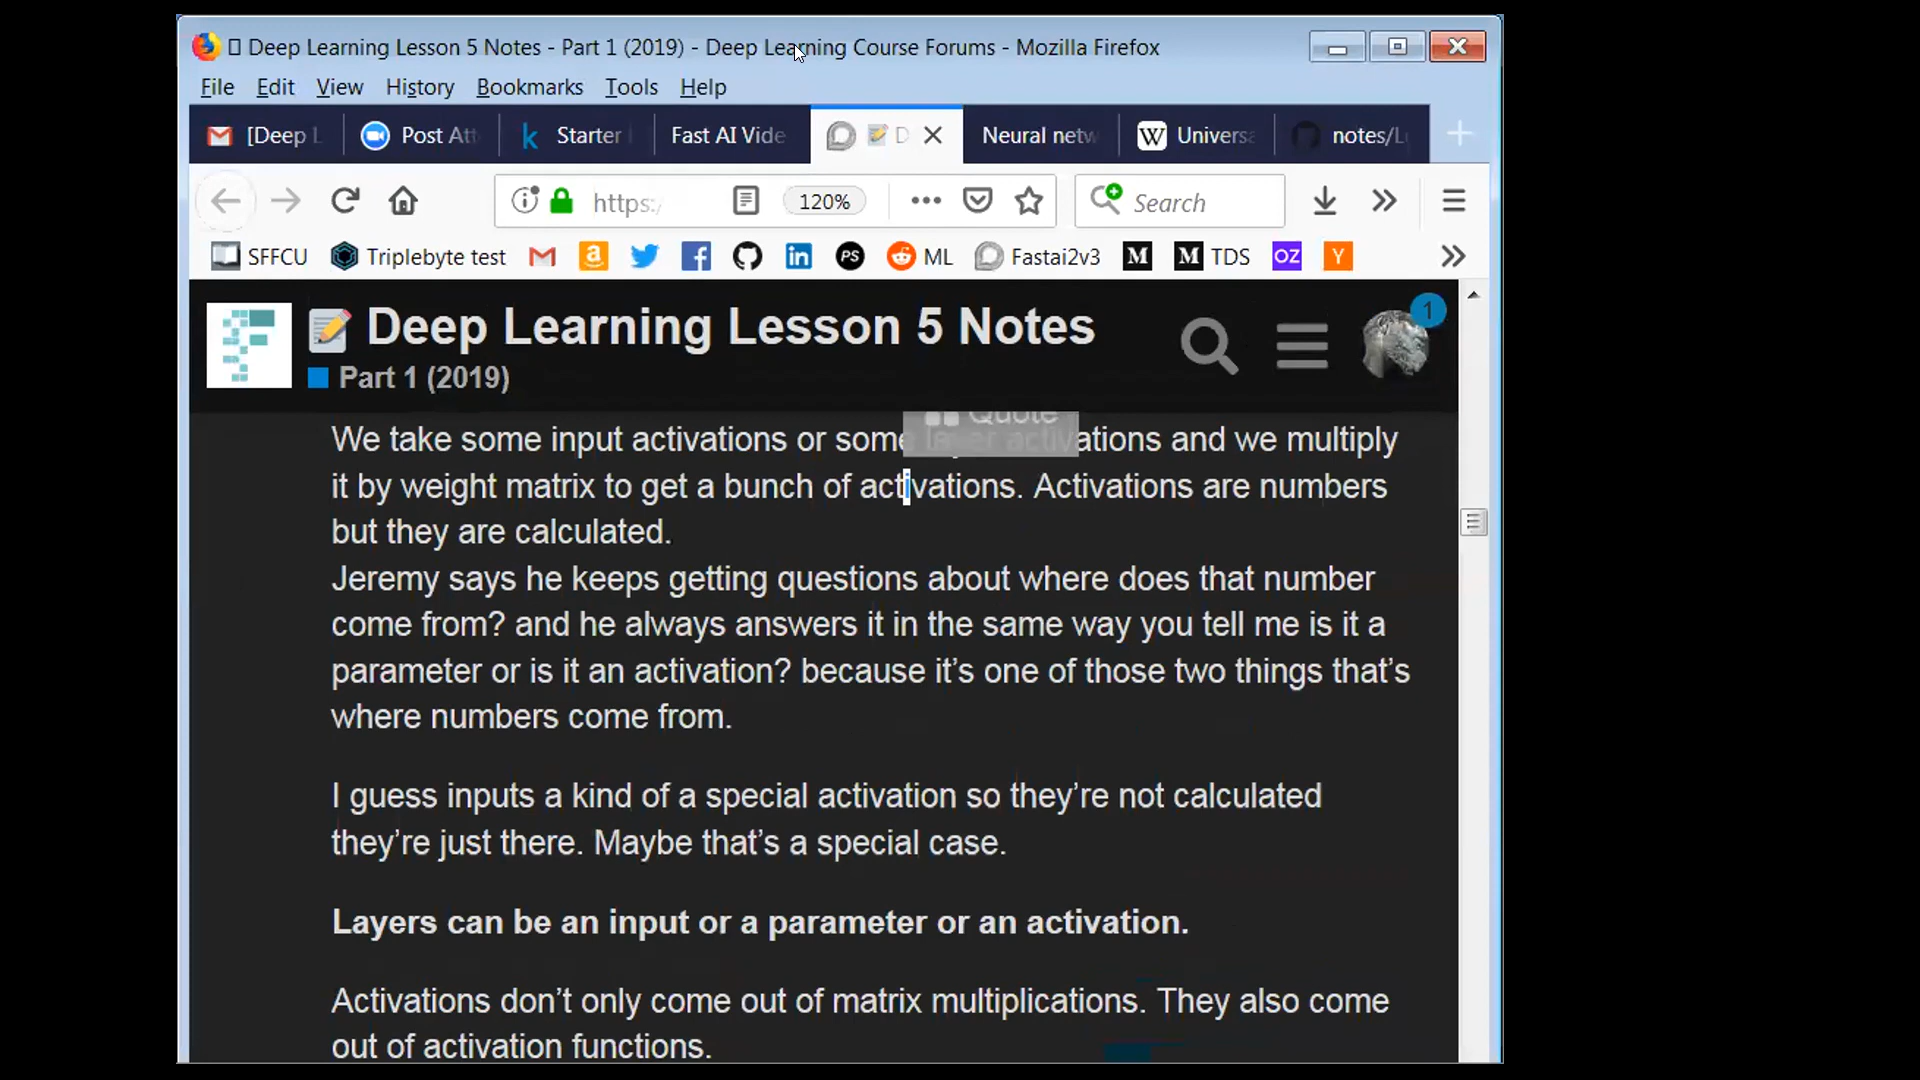 Deep Learning Lesson 5 Notes - Part 1 (2019) - Deep Learning Course Forums - Mozilla Firefox
File Edit View History Bookmarks Tools Help
[Deep L Post Att Starter Fast AI Vide D Neural netw Universa notes/L
https:/ 120% Search
SFFCU Triplebyte test PS ML Fastai2v3 M M TDS OZ Y
Deep Learning Lesson 5 Notes
1
Part 1 (2019)
Quote
We take some input activations or some layer activations and we multiply
it by weight matrix to get a bunch of activations. Activations are numbers
but they are calculated.
Jeremy says he keeps getting questions about where does that number
come from? and he always answers it in the same way you tell me is it a
parameter or is it an activation? because it’s one of those two things that’s
where numbers come from.
I guess inputs a kind of a special activation so they’re not calculated
they’re just there. Maybe that’s a special case.
Layers can be an input or a parameter or an activation.
Activations don’t only come out of matrix multiplications. They also come
out of activation functions.